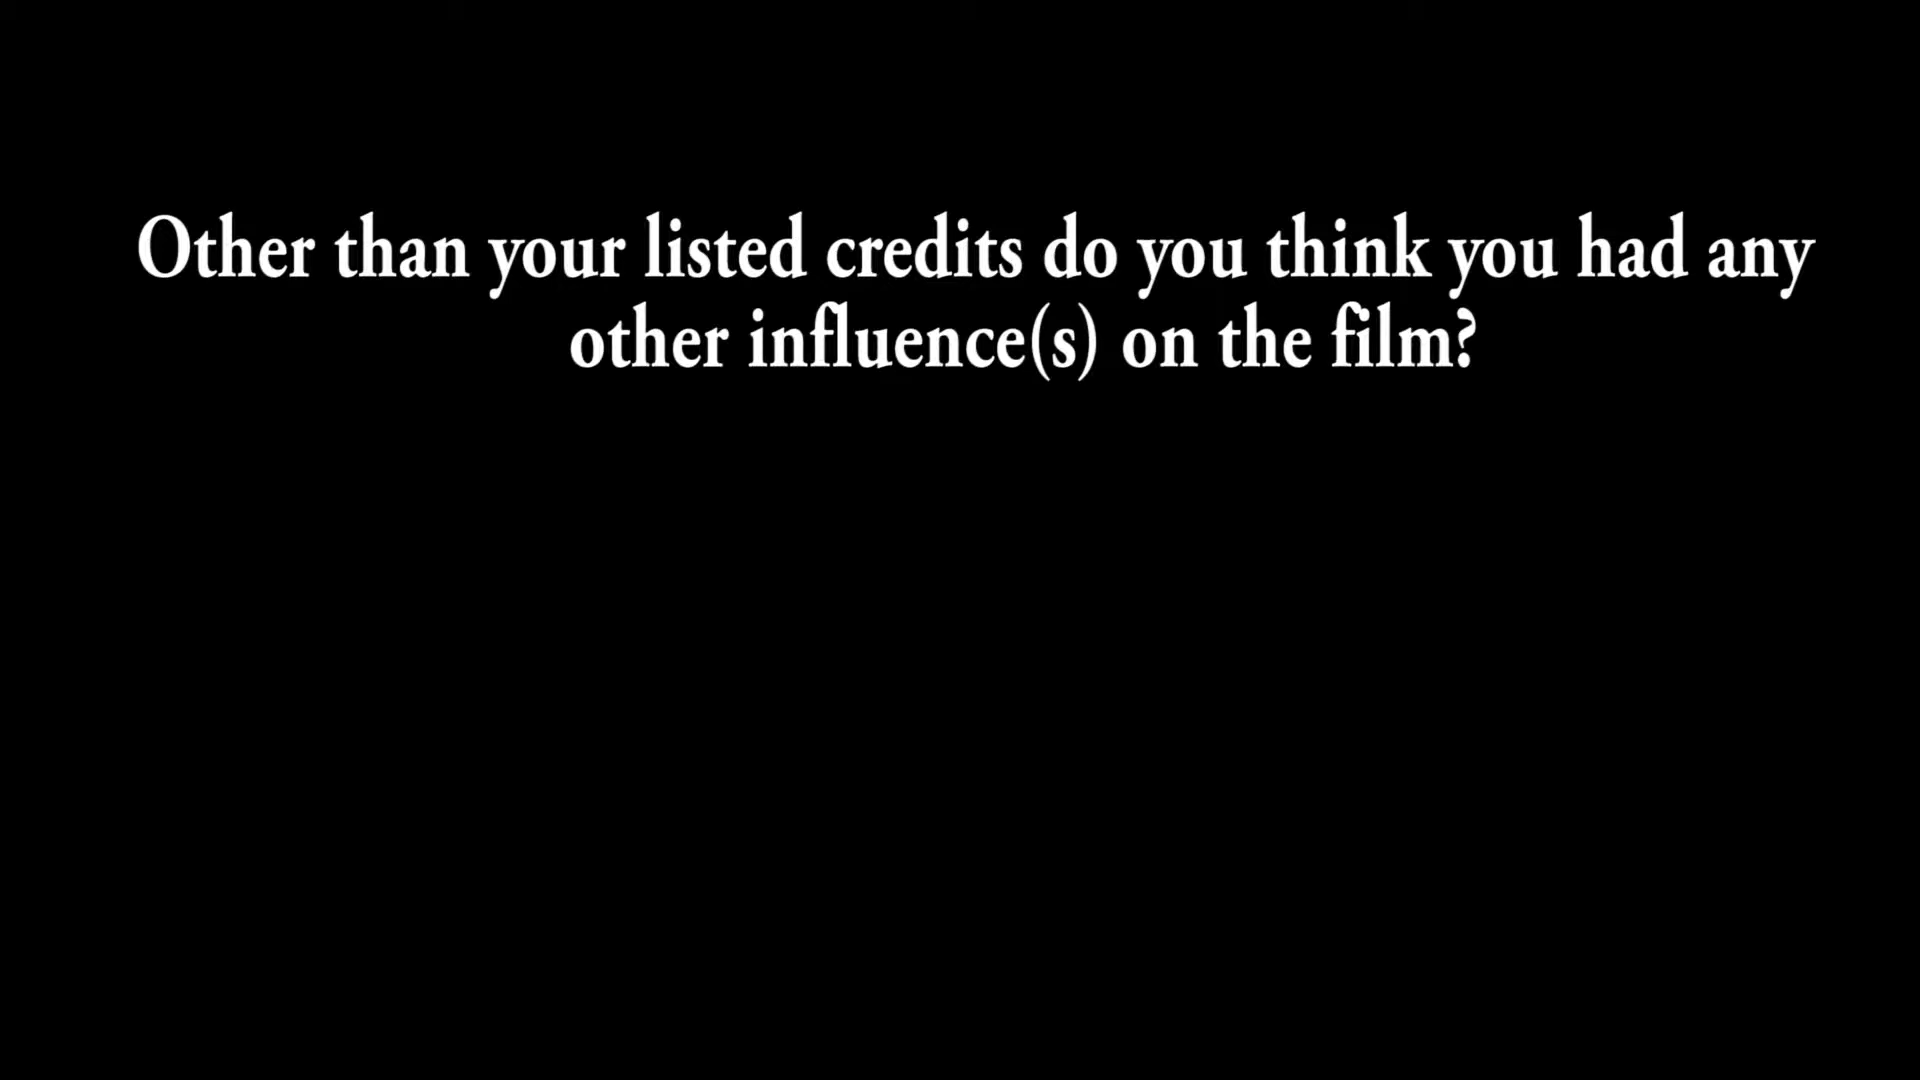 Other than your listed credits do you think you had any
other influence(s) on the film?